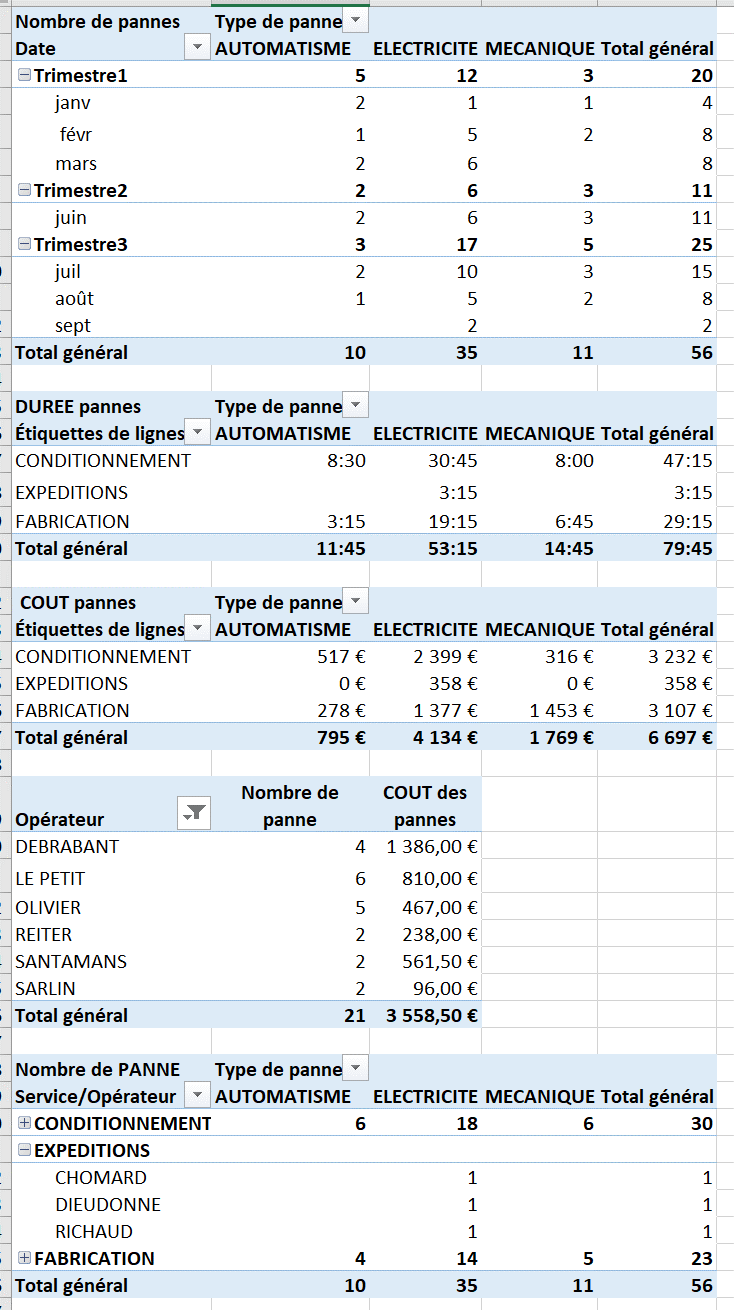 Nombre de pannes Type de panne
Date AUTOMATISME ELECTRICITE MECANIQUE Total général
Trimestre1 5 12 3 20
janv 2 1 1 4
févr 1 5 2 8
mars 2 6 8
Trimestre2 2 6 3 11
juin 2 6 3 11
Trimestre3 3 17 5 25
juil 2 10 3 15
août 1 5 2 8
sept 2 2
Total général 10 35 11 56
DUREE pannes Type de panne
Étiquettes de lignes AUTOMATISME ELECTRICITE MECANIQUE Total général
CONDITIONNEMENT 8:30 30:45 8:00 47:15
EXPEDITIONS 3:15 3:15
FABRICATION 3:15 19:15 6:45 29:15
Total général 11:45 53:15 14:45 79:45
COUT pannes Type de panne
Étiquettes de lignes AUTOMATISME ELECTRICITE MECANIQUE Total général
CONDITIONNEMENT 517 € 2 399 € 316 € 3 232 €
EXPEDITIONS 0 € 358 € 0 € 358 €
FABRICATION 278 € 1 377 € 1 453 € 3 107 €
Total général 795 € 4 134 € 1 769 € 6 697 €
Opérateur Nombre de panne COUT des pannes
DEBRABANT 4 1 386,00 €
LE PETIT 6 810,00 €
OLIVIER 5 467,00 €
REITER 2 238,00 €
SANTAMANS 2 561,50 €
SARLIN 2 96,00 €
Total général 21 3 558,50 €
Nombre de PANNE Type de panne
Service/Opérateur AUTOMATISME ELECTRICITE MECANIQUE Total général
CONDITIONNEMENT 6 18 6 30
EXPEDITIONS
CHOMARD 1 1
DIEUDONNE 1 1
RICHAUD 1 1
FABRICATION 4 14 5 23
Total général 10 35 11 56